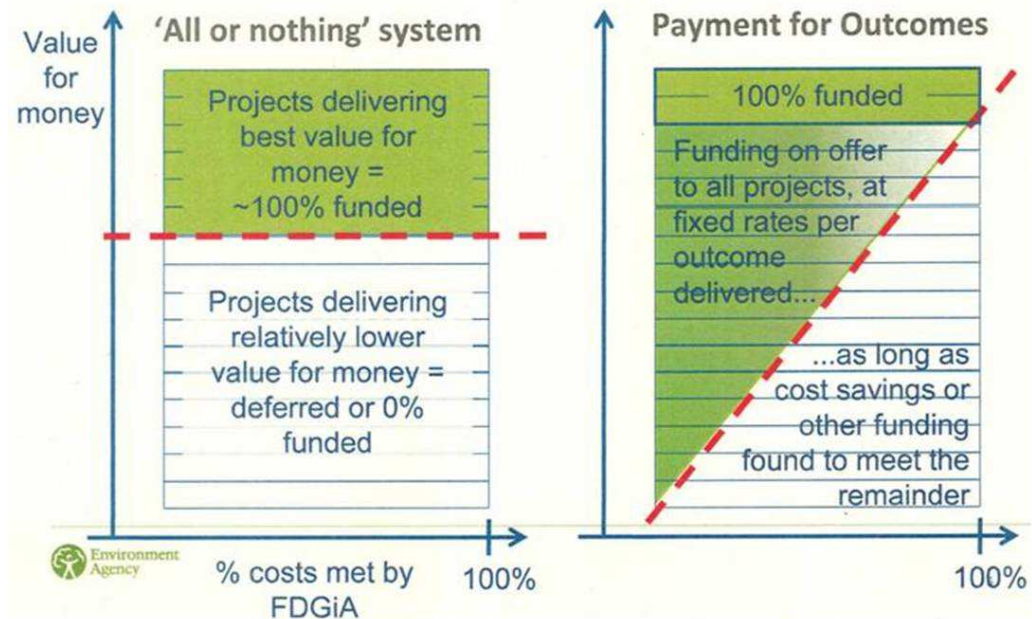 Value
for
money
'All or nothing' system
Projects delivering
best value for
money =
~100% funded
Projects delivering
relatively lower
value for money =
deferred or 0%
funded
Environment
Agency
% costs met by
FDGiA
100%
Payment for Outcomes
100% funded
Funding on offer
to all projects, at
fixed rates per
outcome
delivered...
...as long as
cost savings or
other funding
found to meet the
remainder
100%